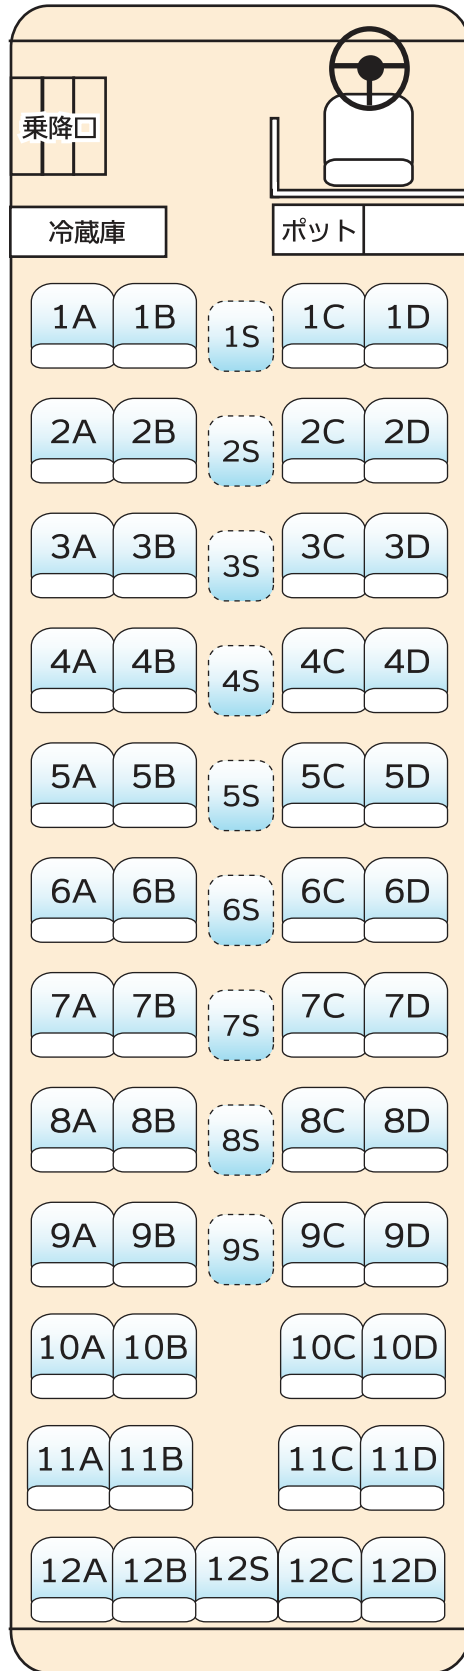 乗降口
冷蔵庫 ポット
1A 1B 1S 1C 1D
2A 2B 2S 2C 2D
3A 3B 3S 3C 3D
4A 4B 4S 4C 4D
5A 5B 5S 5C 5D
6A 6B 6S 6C 6D
7A 7B 7S 7C 7D
8A 8B 8S 8C 8D
9A 9B 9S 9C 9D
10A 10B 10C 10D
11A 11B 11C 11D
12A 12B 12S 12C 12D